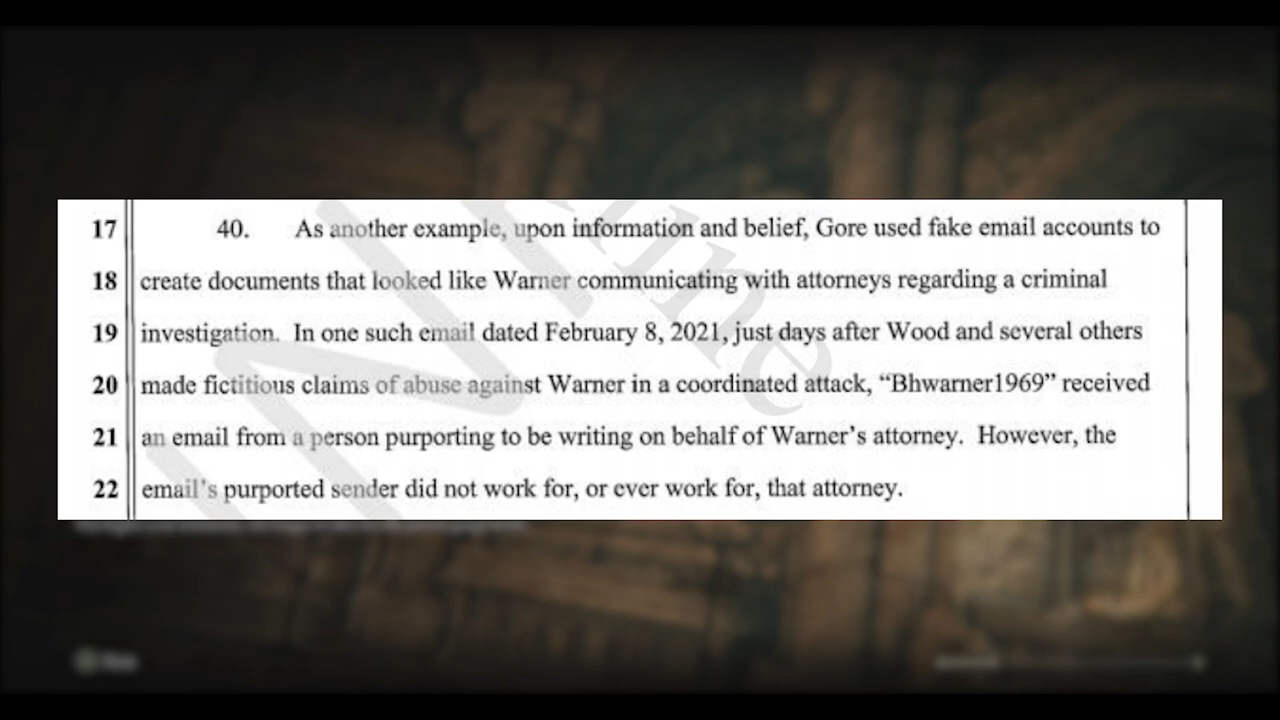 17 40. As another example, upon information and belief, Gore used fake email accounts to
18 create documents that looked like Warner communicating with attorneys regarding a criminal
19 investigation. In one such email dated February 8, 2021, just days after Wood and several others
20 made fictitious claims of abuse against Warner in a coordinated attack, “Bhwarner1969” received
21 an email from a person purporting to be writing on behalf of Warner’s attorney. However, the
22 email’s purported sender did not work for, or ever work for, that attorney.